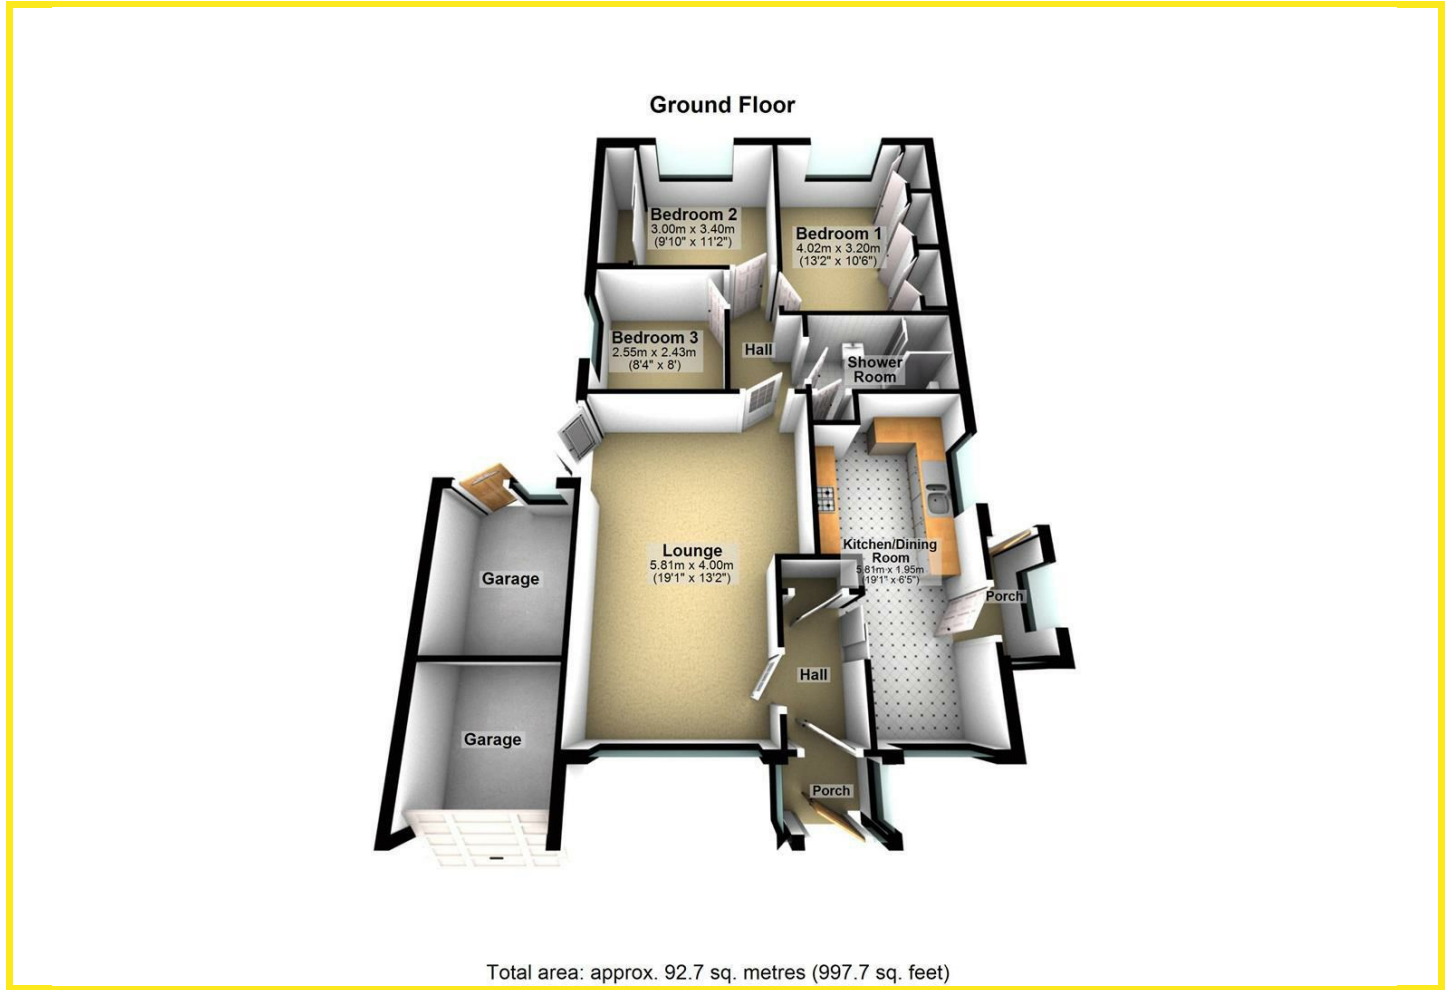 Ground Floor
Bedroom 2
3.00m x 3.40m
(9'10" x 11'2")
Bedroom 1
4.02m x 3.20m
(13'2" x 10'6")
Bedroom 3
2.55m x 2.43m
(8'4" x 8')
Hall
Shower
Room
Lounge
5.81m x 4.00m
(19'1" x 13'2")
Kitchen/Dining
Room
5.81m x 1.95m
(19'1" x 6'5")
Garage
Porch
Hall
Garage
Porch
Total area: approx. 92.7 sq. metres (997.7 sq. feet)